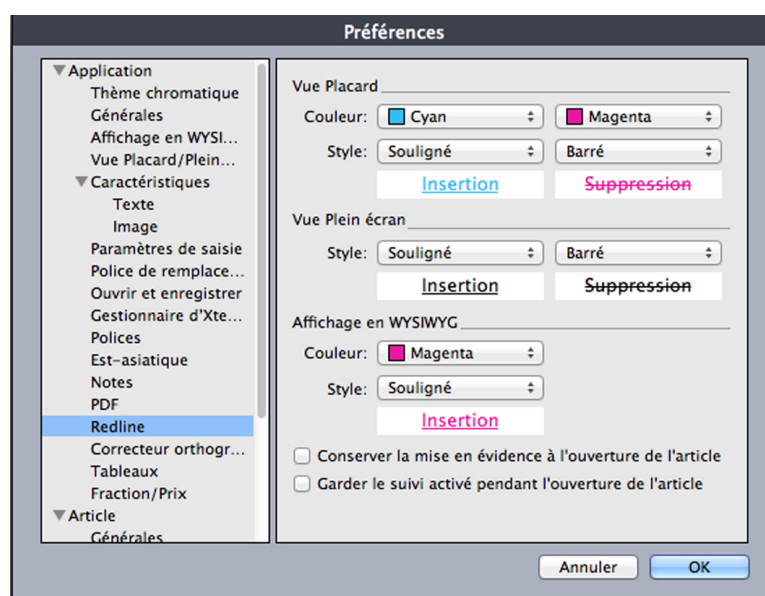 Préférences
Application
Thème chromatique
Générales
Affichage en WYSI...
Vue Placard/Plein...
Caractéristiques
Texte
Image
Paramètres de saisie
Police de remplace...
Ouvrir et enregistrer
Gestionnaire d'Xte...
Polices
Est-asiatique
Notes
PDF
Redline
Correcteur orthogr...
Tableaux
Fraction/Prix
Article
Générales
Vue Placard
Couleur: Cyan Magenta
Style: Souligné Barré
Insertion Suppression
Vue Plein écran
Style: Souligné Barré
Insertion Suppression
Affichage en WYSIWYG
Couleur: Magenta
Style: Souligné
Insertion
Conserver la mise en évidence à l'ouverture de l'article
Garder le suivi activé pendant l'ouverture de l'article
Annuler OK